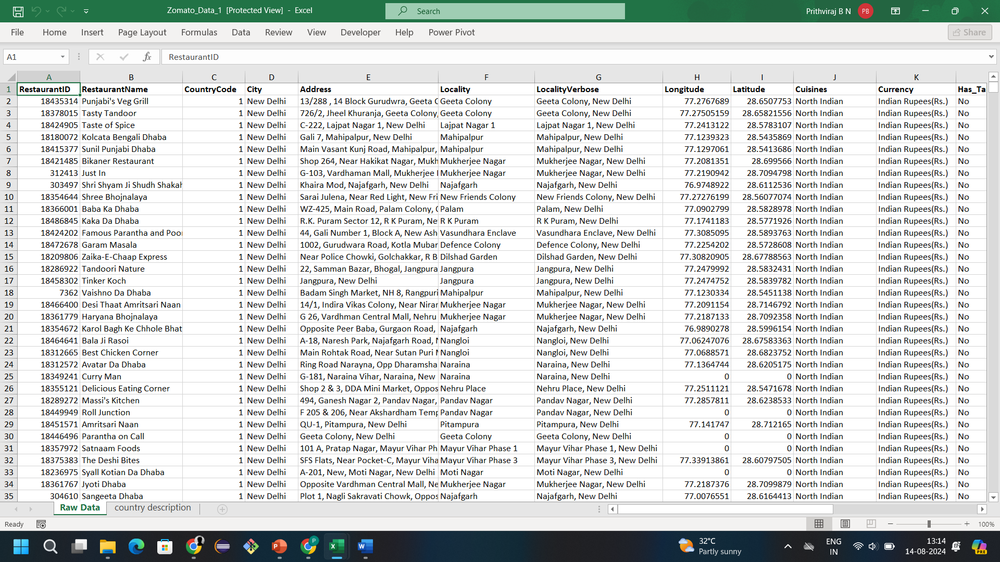 Zomato_Data_1 [Protected View] - Excel
Search
Prithviraj B N
PB
File Home Insert Page Layout Formulas Data Review View Developer Help Power Pivot
Share
A1 fx RestaurantID
A B C D E F G H I J K
1 RestaurantID RestaurantName CountryCode City Address Locality LocalityVerbose Longitude Latitude Cuisines Currency Has_Ta
2 18435314 Punjabi's Veg Grill 1 New Delhi 13/288 , 14 Block Gurudwra, Geeta C Geeta Colony Geeta Colony, New Delhi 77.2767689 28.6507753 North Indian Indian Rupees(Rs.) No
3 18378015 Tasty Tandoor 1 New Delhi 726/2, Jheel Khuranja, Geeta Colony, Geeta Colony Geeta Colony, New Delhi 77.27505159 28.65821556 North Indian Indian Rupees(Rs.) No
4 18424905 Taste of Spice 1 New Delhi C-222, Lajpat Nagar 1, New Delhi Lajpat Nagar 1 Lajpat Nagar 1, New Delhi 77.2413122 28.5783107 North Indian Indian Rupees(Rs.) No
5 18180072 Kolcata Bengali Dhaba 1 New Delhi Gali 7, Mahipalpur, New Delhi Mahipalpur Mahipalpur, New Delhi 77.1239323 28.5435869 North Indian Indian Rupees(Rs.) No
6 18415377 Sunil Punjabi Dhaba 1 New Delhi Main Vasant Kunj Road, Mahipalpur, Mahipalpur Mahipalpur, New Delhi 77.1297061 28.5413686 North Indian Indian Rupees(Rs.) No
7 18421485 Bikaner Restaurant 1 New Delhi Shop 264, Near Hakikat Nagar, Mukh Mukherjee Nagar Mukherjee Nagar, New Delhi 77.2081351 28.699566 North Indian Indian Rupees(Rs.) No
8 312413 Just In 1 New Delhi G-103, Vardhaman Mall, Mukherjee Mukherjee Nagar Mukherjee Nagar, New Delhi 77.2190942 28.7094798 North Indian Indian Rupees(Rs.) No
9 303497 Shri Shyam Ji Shudh Shakah 1 New Delhi Khaira Mod, Najafgarh, New Delhi Najafgarh Najafgarh, New Delhi 76.9748922 28.6112536 North Indian Indian Rupees(Rs.) No
10 18354644 Shree Bhojnalaya 1 New Delhi Sarai Julena, Near Red Light, New Fri New Friends Colony New Friends Colony, New Delhi 77.27276199 28.56077074 North Indian Indian Rupees(Rs.) No
11 18366001 Baba Ka Dhaba 1 New Delhi WZ-425, Main Road, Palam Colony, Palam Palam, New Delhi 77.0902799 28.5828978 North Indian Indian Rupees(Rs.) No
12 18486845 Kaka Da Dhaba 1 New Delhi R.K. Puram Sector 12, R K Puram, Ne R K Puram R K Puram, New Delhi 77.1741183 28.5771926 North Indian Indian Rupees(Rs.) No
13 18424202 Famous Parantha and Poo 1 New Delhi 44, Gali Number 1, Block A, New Ash Vasundhara Enclave Vasundhara Enclave, New Delhi 77.3085095 28.5893763 North Indian Indian Rupees(Rs.) No
14 18472678 Garam Masala 1 New Delhi 1002, Gurudwara Road, Kotla Mubar Defence Colony Defence Colony, New Delhi 77.2254202 28.5728608 North Indian Indian Rupees(Rs.) No
15 18209806 Zaika-E-Chaap Express 1 New Delhi Near Police Chowki, Golchakkar, R B Dilshad Garden Dilshad Garden, New Delhi 77.30820905 28.67788563 North Indian Indian Rupees(Rs.) No
16 18286922 Tandoori Nature 1 New Delhi 22, Samman Bazar, Bhogal, Jangpura Jangpura Jangpura, New Delhi 77.2479992 28.5832431 North Indian Indian Rupees(Rs.) No
17 18458302 Tinker Koch 1 New Delhi Jangpura, New Delhi Jangpura Jangpura, New Delhi 77.2474752 28.5839782 North Indian Indian Rupees(Rs.) No
18 7362 Vaishno Da Dhaba 1 New Delhi Badam Singh Market, NH 8, Rangpuri Mahipalpur Mahipalpur, New Delhi 77.1230334 28.5451138 North Indian Indian Rupees(Rs.) No
19 18466400 Desi Thaat Amritsari Naan 1 New Delhi 14/1, Indira Vikas Colony, Near Nirar Mukherjee Nagar Mukherjee Nagar, New Delhi 77.2091154 28.7146792 North Indian Indian Rupees(Rs.) No
20 18361779 Haryana Bhojnalaya 1 New Delhi G 26, Vardhman Central Mall, Nehru Mukherjee Nagar Mukherjee Nagar, New Delhi 77.2187133 28.7092358 North Indian Indian Rupees(Rs.) No
21 18354672 Karol Bagh Ke Chhole Bhat 1 New Delhi Opposite Peer Baba, Gurgaon Road, Najafgarh Najafgarh, New Delhi 76.9890278 28.5996154 North Indian Indian Rupees(Rs.) No
22 18464641 Bala Ji Rasoi 1 New Delhi A-18, Naresh Park, Najafgarh Road, Nangloi Nangloi, New Delhi 77.06247076 28.67583363 North Indian Indian Rupees(Rs.) No
23 18312665 Best Chicken Corner 1 New Delhi Main Rohtak Road, Near Sutan Puri Nangloi Nangloi, New Delhi 77.0688571 28.6823752 North Indian Indian Rupees(Rs.) No
24 18312572 Avatar Da Dhaba 1 New Delhi Ring Road Narayna, Opp Dharamsha Naraina Naraina, New Delhi 77.1364744 28.6205175 North Indian Indian Rupees(Rs.) No
25 18349241 Curry Man 1 New Delhi G-181, Naraina Vihar, Naraina, New Naraina Naraina, New Delhi 0 0 North Indian Indian Rupees(Rs.) No
26 18355121 Delicious Eating Corner 1 New Delhi Shop 2 & 3, DDA Mini Market, Oppos Nehru Place Nehru Place, New Delhi 77.2511121 28.5471678 North Indian Indian Rupees(Rs.) No
27 18289272 Massi's Kitchen 1 New Delhi 494, Ganesh Nagar 2, Pandav Nagar, Pandav Nagar Pandav Nagar, New Delhi 77.2857811 28.6238533 North Indian Indian Rupees(Rs.) No
28 18449949 Roll Junction 1 New Delhi F 205 & 206, Near Akshardham Temp Pandav Nagar Pandav Nagar, New Delhi 0 0 North Indian Indian Rupees(Rs.) No
29 18451571 Amritsari Naan 1 New Delhi QU-1, Pitampura, New Delhi Pitampura Pitampura, New Delhi 77.141747 28.712165 North Indian Indian Rupees(Rs.) No
30 18446496 Parantha on Call 1 New Delhi Geeta Colony, New Delhi Geeta Colony Geeta Colony, New Delhi 0 0 North Indian Indian Rupees(Rs.) No
31 18357972 Satnaam Foods 1 New Delhi 101 A, Pratap Nagar, Mayur Vihar Ph Mayur Vihar Phase 1 Mayur Vihar Phase 1, New Delhi 0 0 North Indian Indian Rupees(Rs.) No
32 18375383 The Deshi Bites 1 New Delhi SFS Flats, Near Pocket-C, Mayur Viha Mayur Vihar Phase 3 Mayur Vihar Phase 3, New Delhi 77.33913861 28.60797505 North Indian Indian Rupees(Rs.) No
33 18236975 Syall Kotian Da Dhaba 1 New Delhi A-201, New, Moti Nagar, New Delhi Moti Nagar Moti Nagar, New Delhi 0 0 North Indian Indian Rupees(Rs.) No
34 18361767 Jyoti Dhaba 1 New Delhi Opposite Vardhman Central Mall, Ne Mukherjee Nagar Mukherjee Nagar, New Delhi 77.2187376 28.7099879 North Indian Indian Rupees(Rs.) No
35 304610 Sangeeta Dhaba 1 New Delhi Plot 1, Nagli Sakravati Chowk, Oppos Najafgarh Najafgarh, New Delhi 77.0076551 28.6164413 North Indian Indian Rupees(Rs.) No
Raw Data country description
Ready 100%
32°C
Partly sunny
ENG
IN
13:14
14-08-2024
PRE